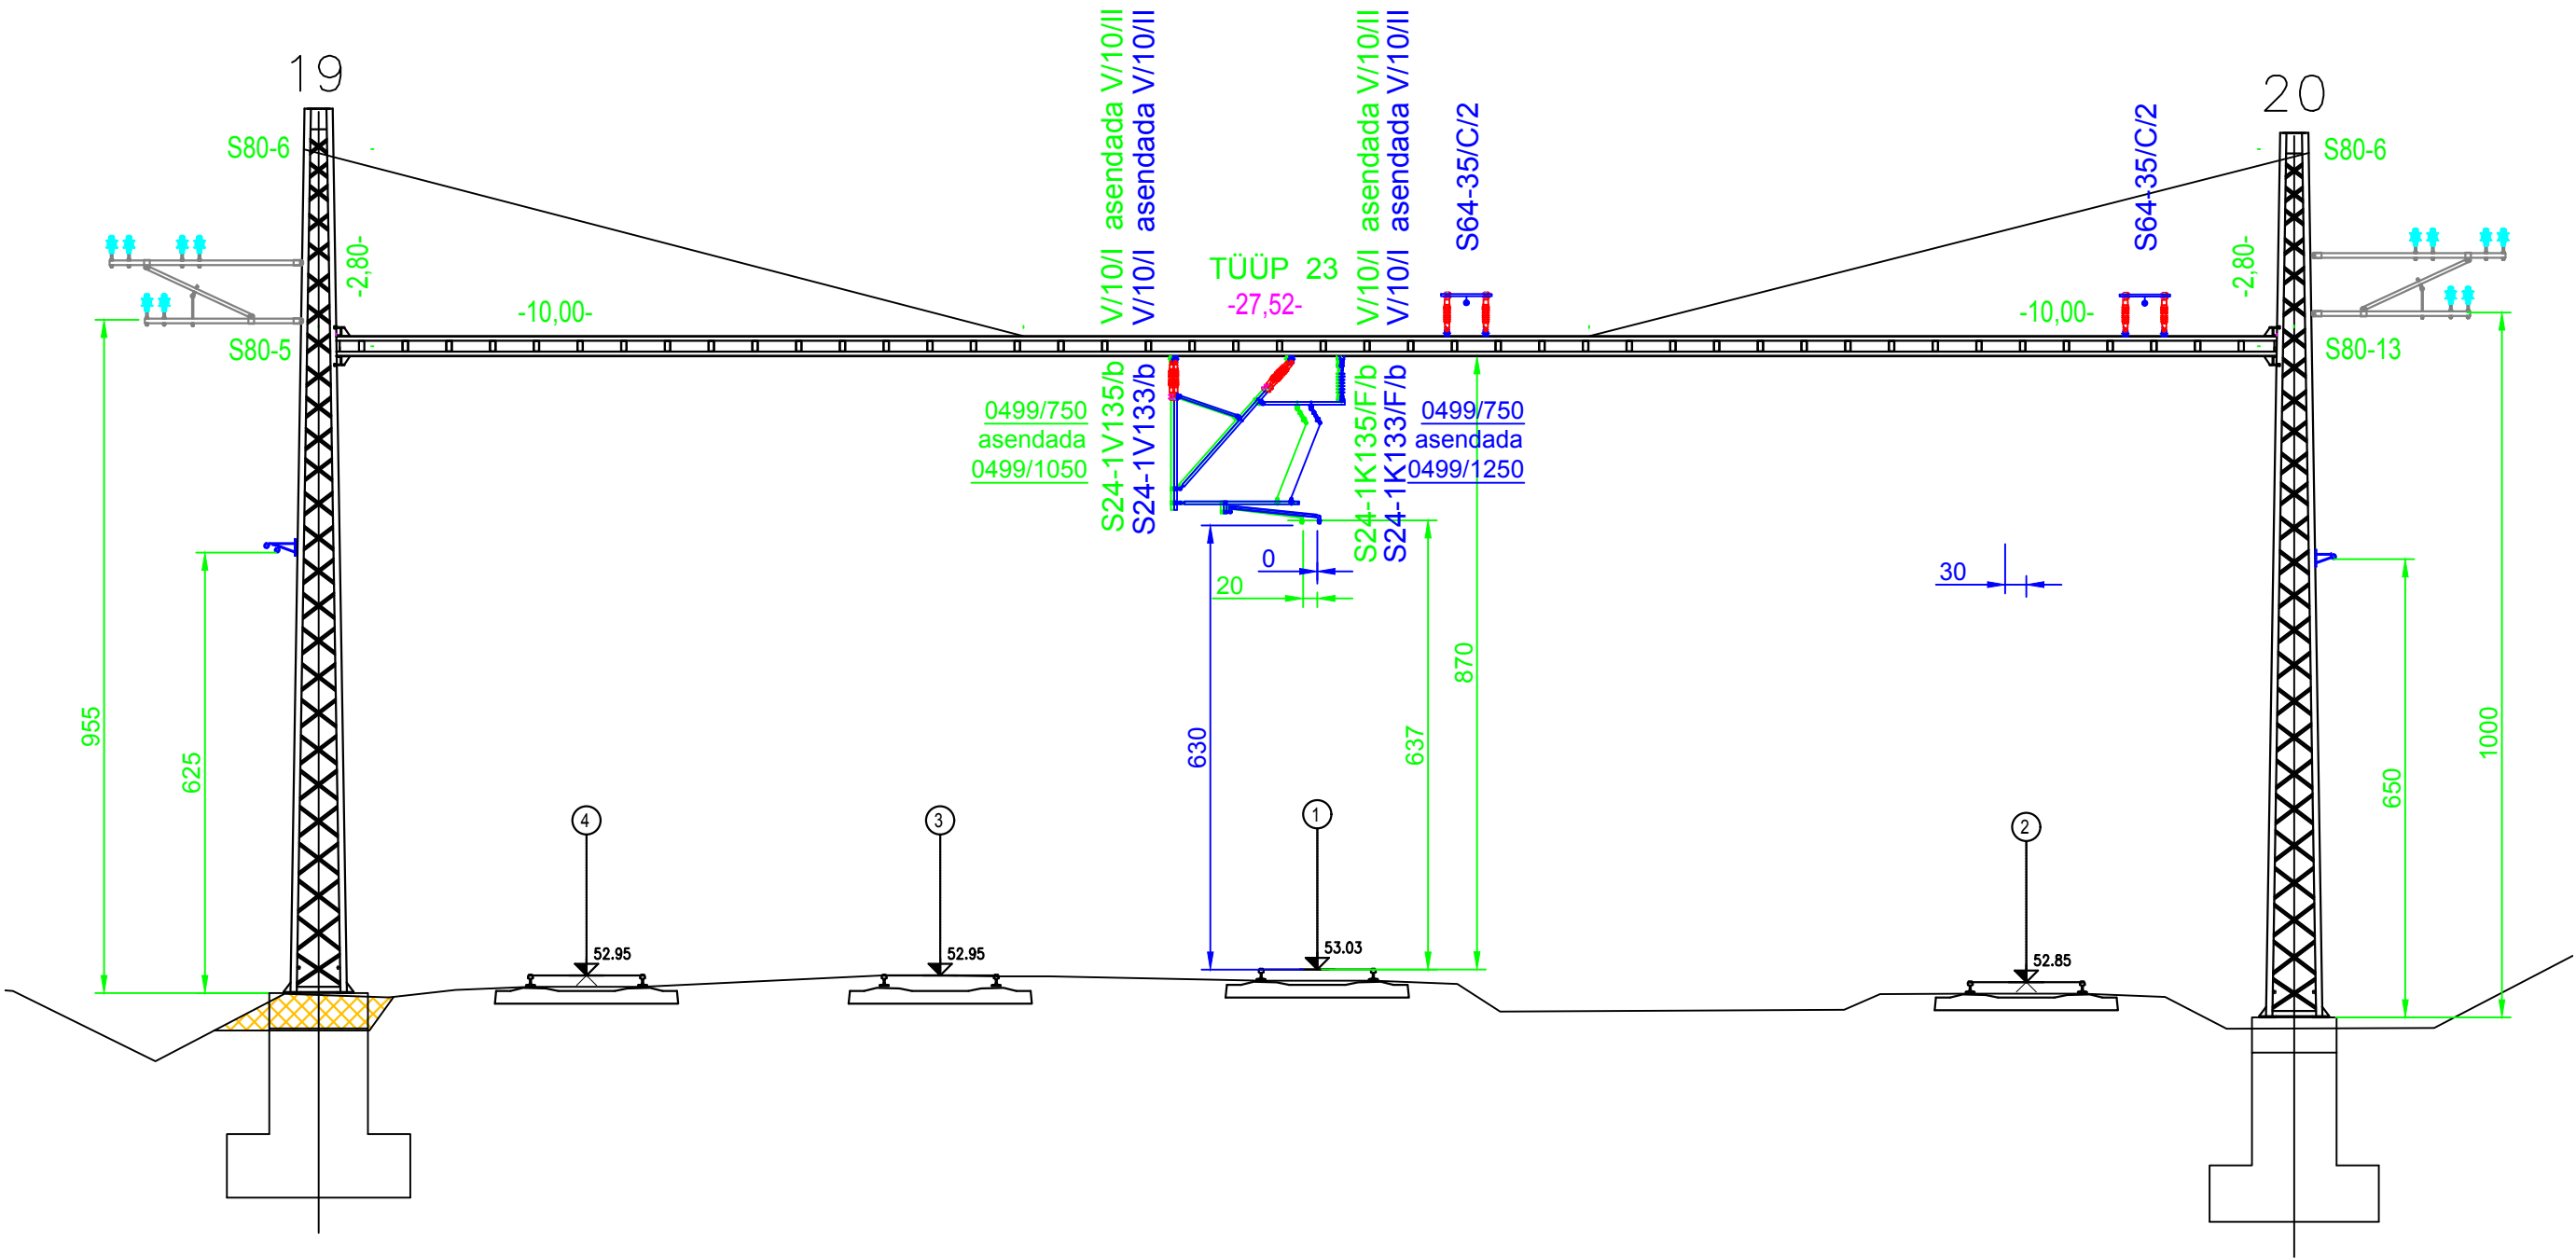 19
20
S80-6
S80-6
-2,80-
-2,80-
V/10/I asendada V/10/II
V/10/I asendada V/10/II
V/10/I asendada V/10/II
V/10/I asendada V/10/II
S64-35/C/2
S64-35/C/2
TÜÜP 23
-27,52-
-10,00-
-10,00-
S80-5
S80-13
0499/750
asendada
0499/1050
S24-1V135/b
S24-1V133/b
S24-1K135/F/b
S24-1K133/F/b
0499/750
asendada
0499/1250
0
20
30
955
625
630
637
870
650
1000
4
3
1
2
52.95
52.95
53.03
52.85